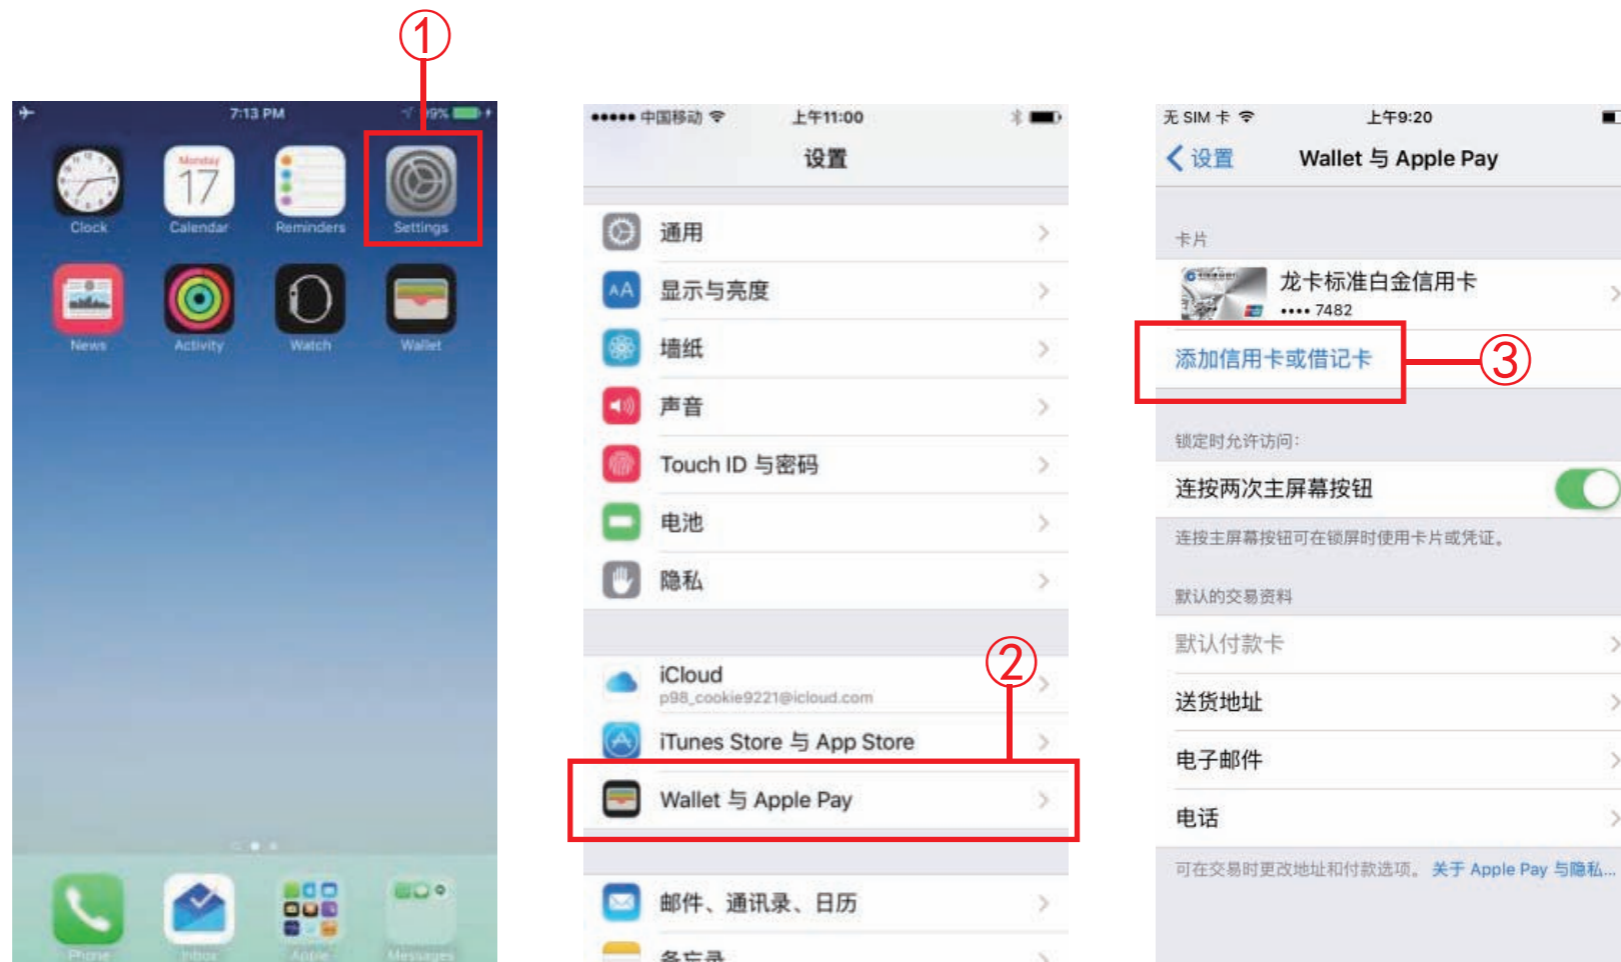 ①
7:13 PM
99%
Monday
17
Clock
Calendar
Reminders
Settings
News
Activity
Watch
Wallet
Phone
Inbox
Apple
Messages
中国移动
上午11:00
设置
通用
AA
显示与亮度
墙纸
声音
Touch ID 与密码
电池
隐私
②
iCloud
p98_cookie9221@icloud.com
iTunes Store 与 App Store
Wallet 与 Apple Pay
邮件、通讯录、日历
备忘录
无 SIM 卡
上午9:20
设置
Wallet 与 Apple Pay
卡片
龙卡标准白金信用卡
•••• 7482
添加信用卡或借记卡
③
锁定时允许访问:
连按两次主屏幕按钮
连按主屏幕按钮可在锁屏时使用卡片或凭证。
默认的交易资料
默认付款卡
送货地址
电子邮件
电话
可在交易时更改地址和付款选项。关于 Apple Pay 与隐私...